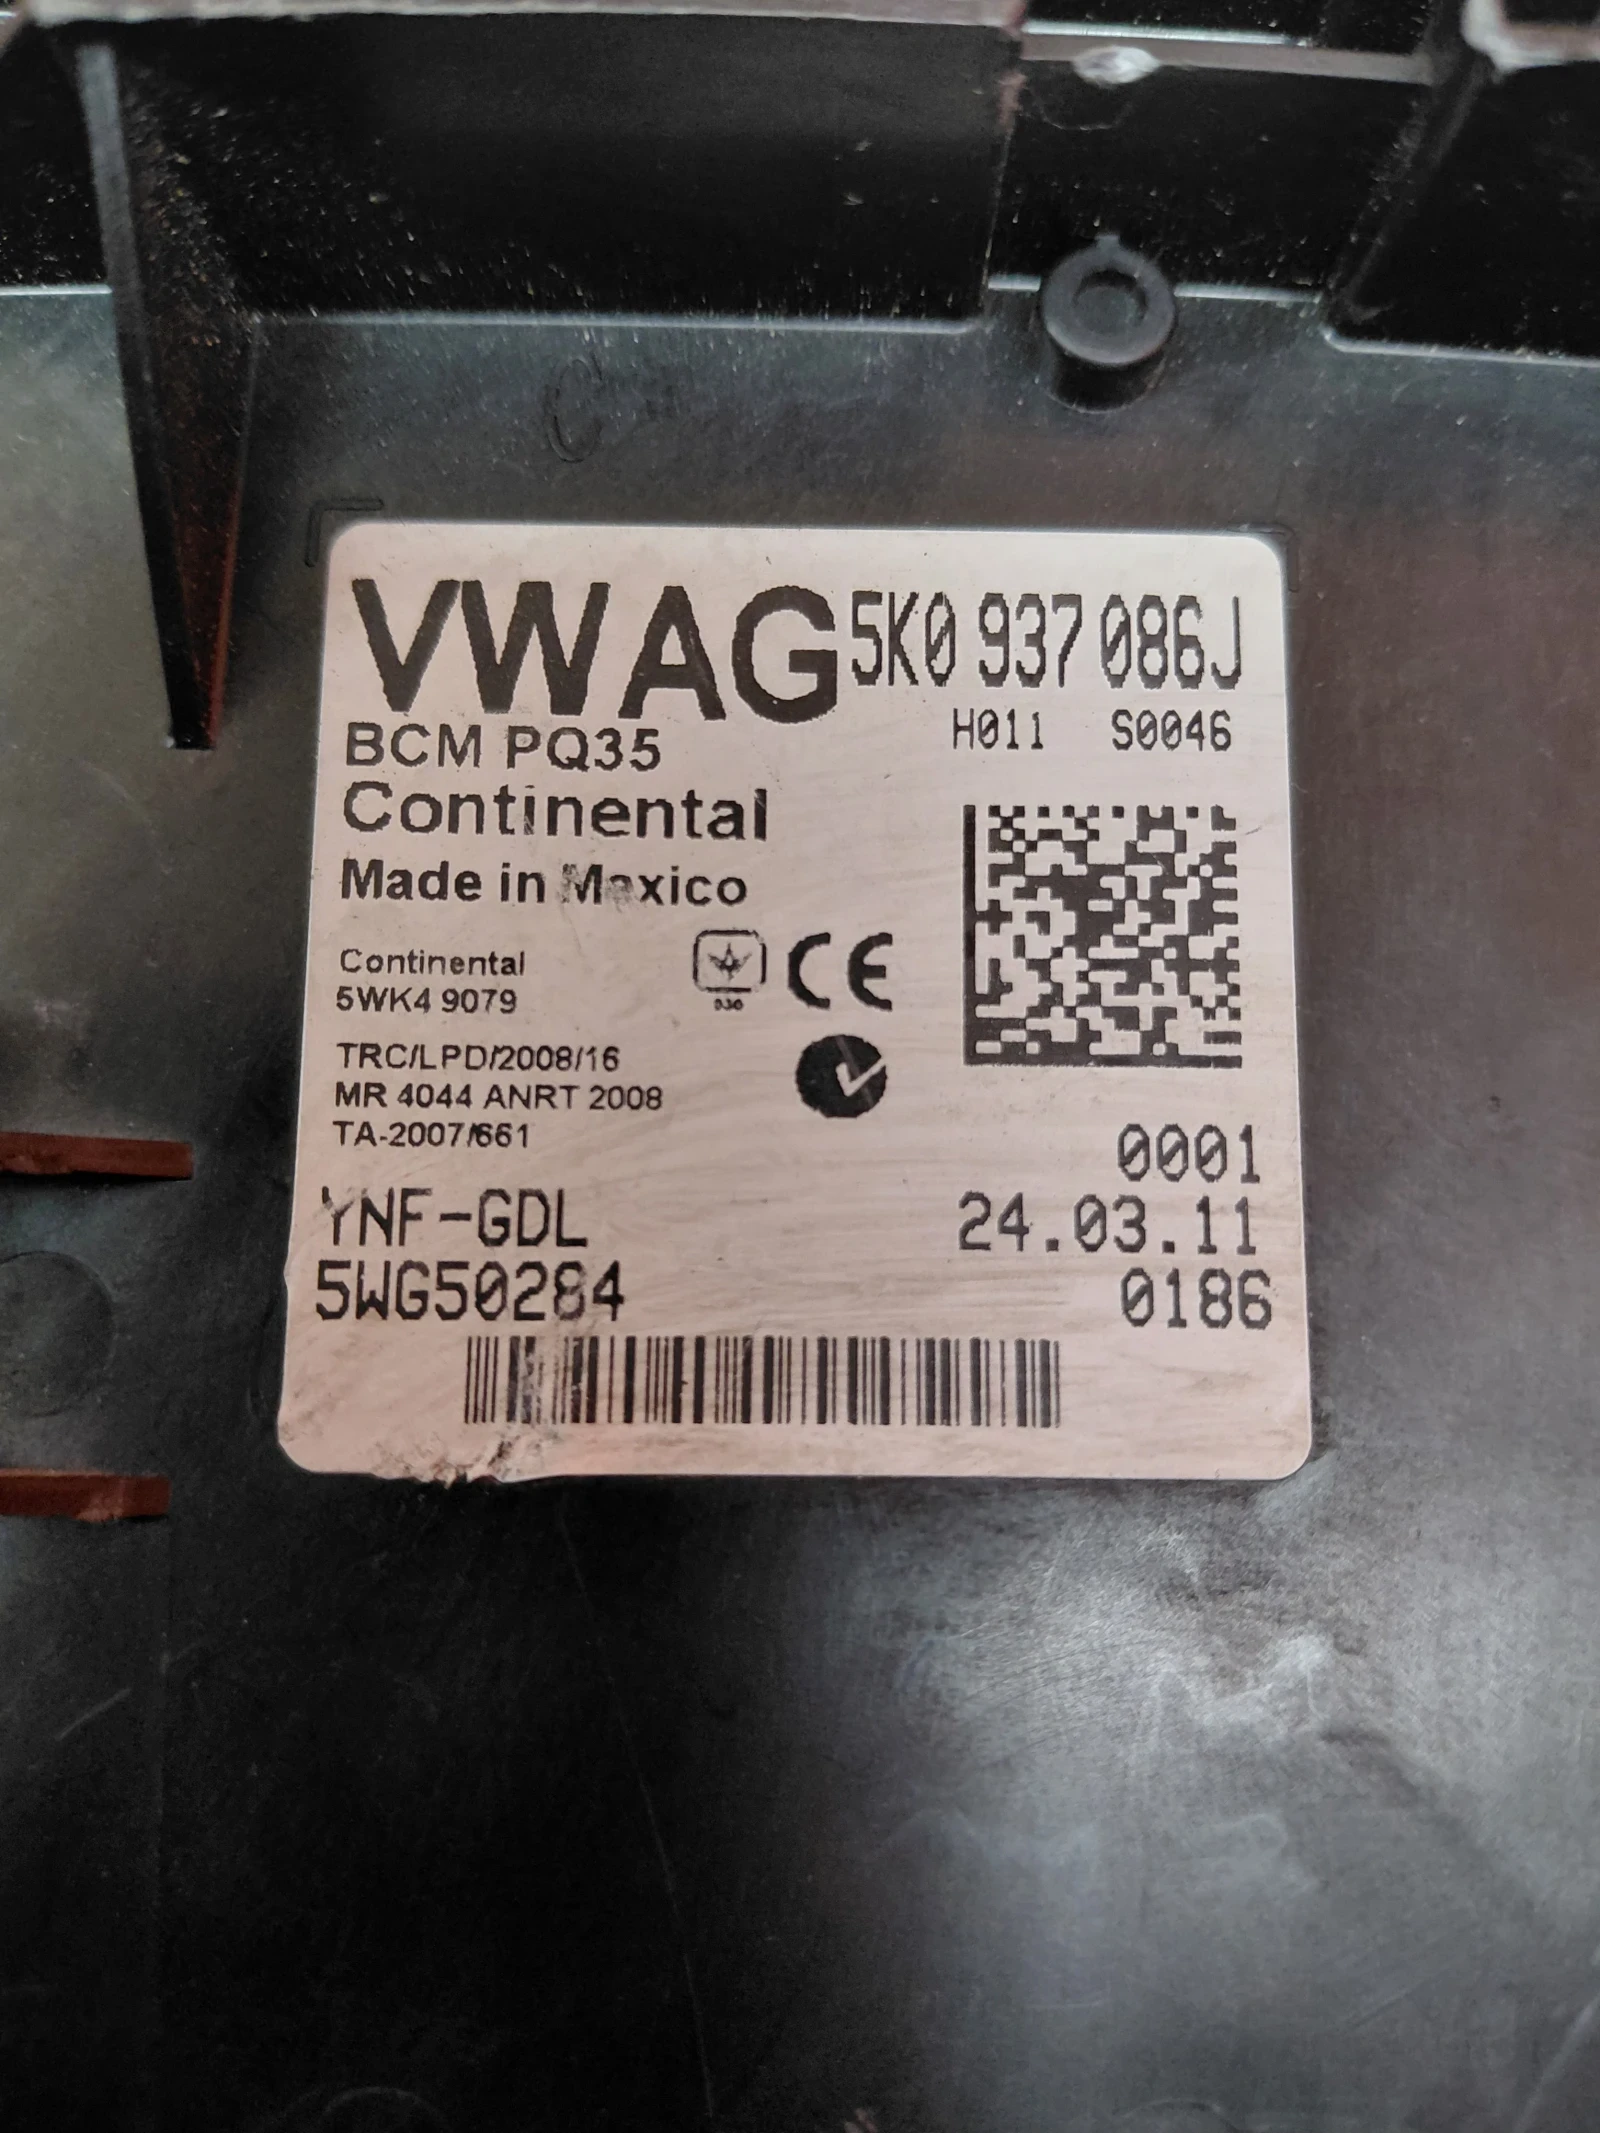 VWAG 5K0 937 086J
BCM PQ35 H011 S0046
Continental
Made in Mexico
Continental
5WK4 9079
CE
TRC/LPD/2008/16
MR 4044 ANRT 2008
TA-2007/661
0001
YNF-GDL 24.03.11
5WG50284 0186